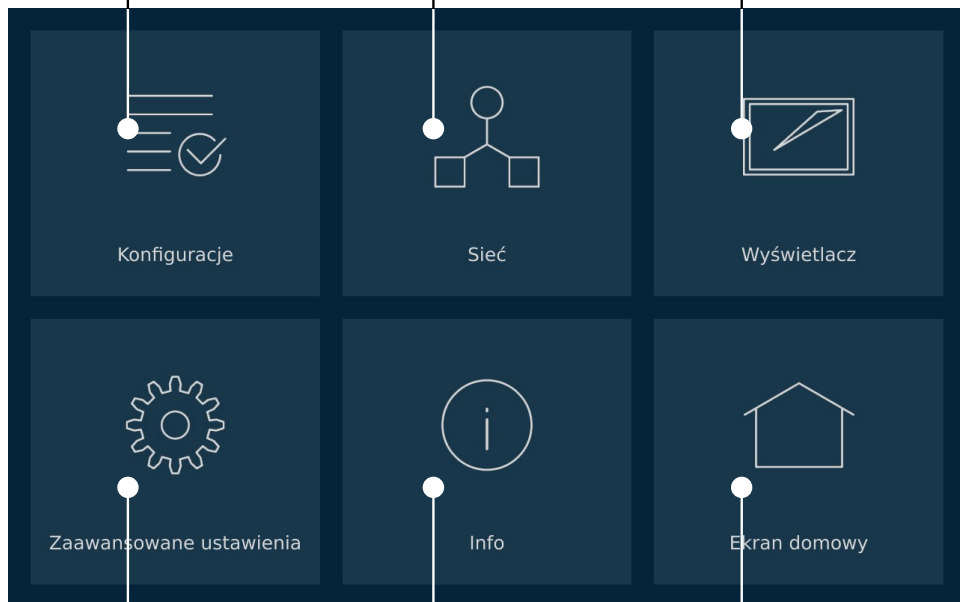 Konfiguracje
Sieć
Wyświetlacz
Zaawansowane ustawienia
Info
Ekran domowy